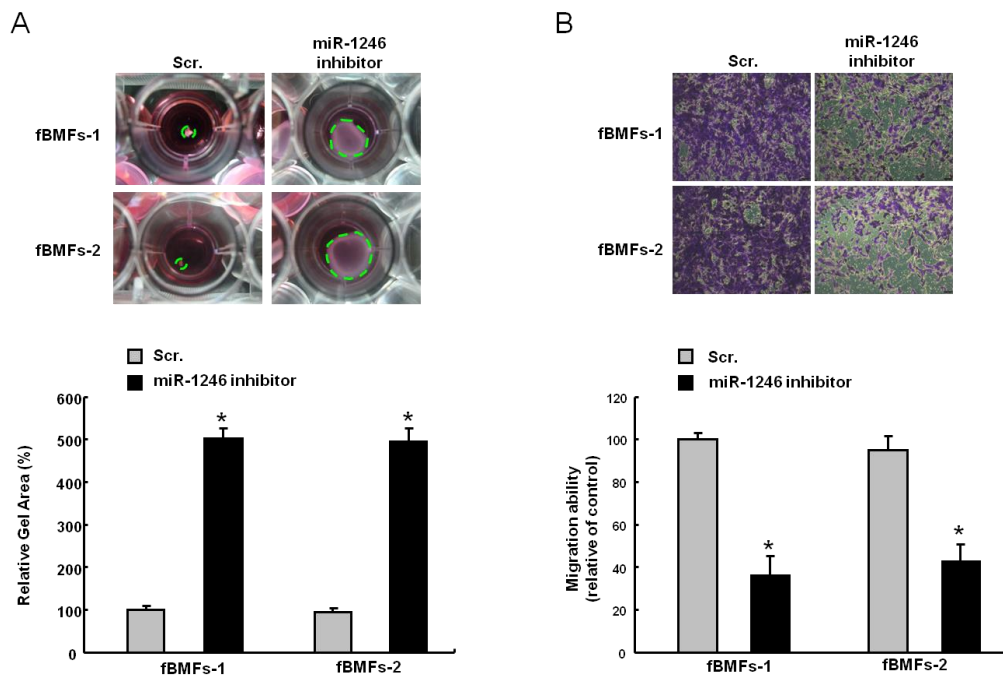 A
Scr.
miR-1246
inhibitor
fBMFs-1
fBMFs-2
Scr.
miR-1246 inhibitor
Relative Gel Area (%)
600
500
400
300
200
100
0
*
*
fBMFs-1
fBMFs-2
B
Scr.
miR-1246
inhibitor
fBMFs-1
fBMFs-2
Scr.
miR-1246 inhibitor
Migration ability
(relative of control)
120
100
80
60
40
20
0
*
*
fBMFs-1
fBMFs-2